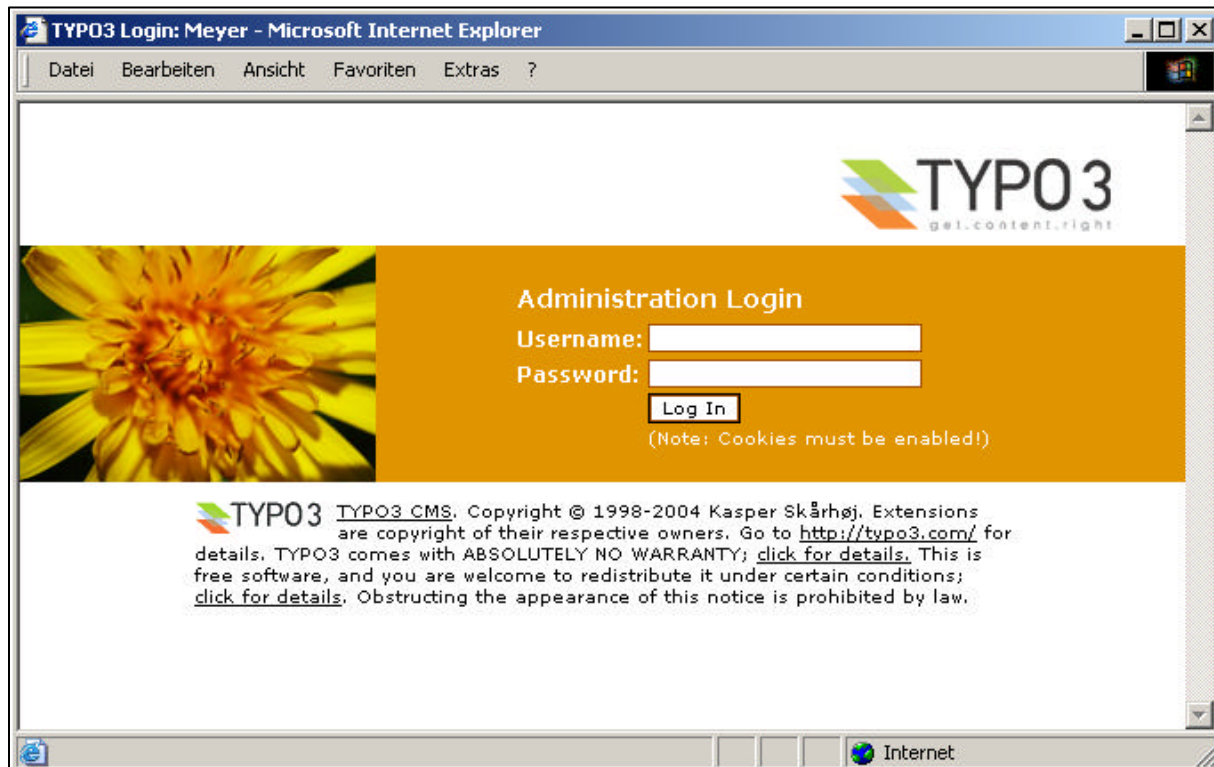 TYPO3 Login: Meyer - Microsoft Internet Explorer
Datei Bearbeiten Ansicht Favoriten Extras ?
TYPO3
get.content.right
Administration Login
Username:
Password:
Log In
(Note: Cookies must be enabled!)
TYPO3 TYPO3 CMS. Copyright © 1998-2004 Kasper Skårhøj. Extensions
are copyright of their respective owners. Go to http://typo3.com/ for
details. TYPO3 comes with ABSOLUTELY NO WARRANTY; click for details. This is
free software, and you are welcome to redistribute it under certain conditions;
click for details. Obstructing the appearance of this notice is prohibited by law.
Internet